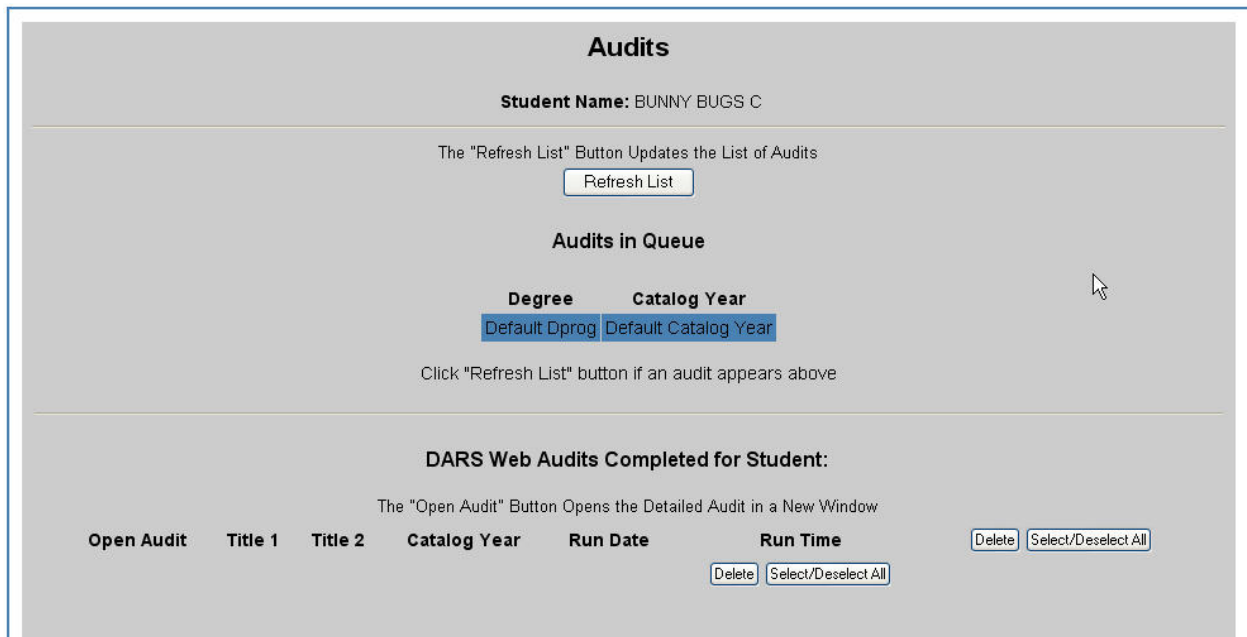 Audits
Student Name: BUNNY BUGS C
The "Refresh List" Button Updates the List of Audits
Refresh List
Audits in Queue
Degree Catalog Year
Default Dprog Default Catalog Year
Click "Refresh List" button if an audit appears above
DARS Web Audits Completed for Student:
The "Open Audit" Button Opens the Detailed Audit in a New Window
Open Audit Title 1 Title 2 Catalog Year Run Date Run Time Delete Select/Deselect All
Delete Select/Deselect All